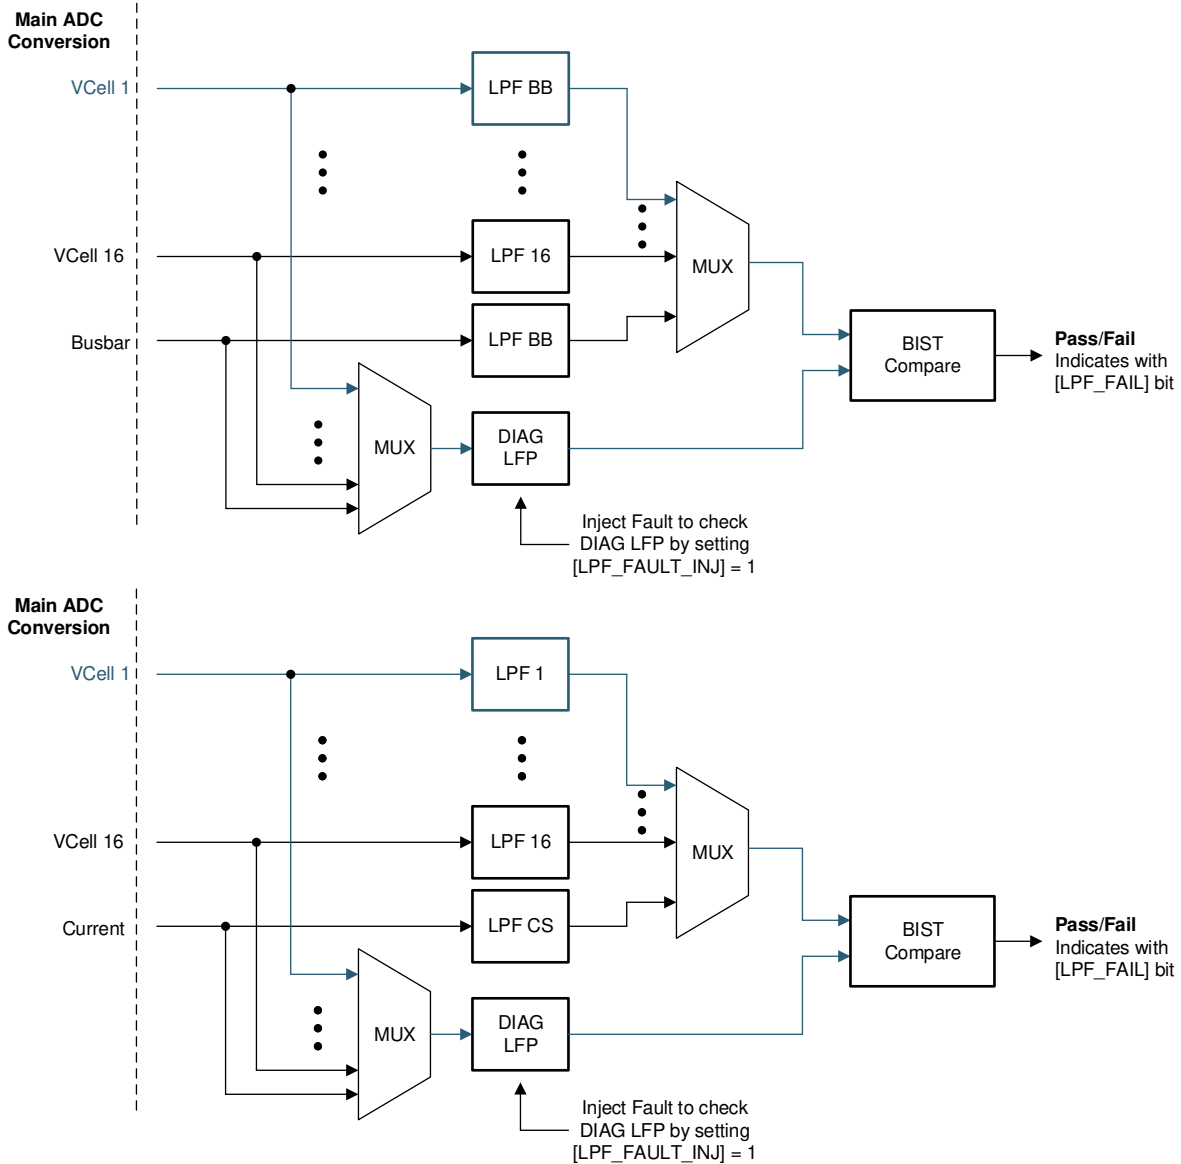 Main ADC
Conversion
VCell 1
LPF BB
VCell 16
LPF 16
MUX
Busbar
LPF BB
BIST
Compare
Pass/Fail
Indicates with
[LPF_FAIL] bit
MUX
DIAG
LFP
Inject Fault to check
DIAG LFP by setting
[LPF_FAULT_INJ] = 1
Main ADC
Conversion
VCell 1
LPF 1
VCell 16
LPF 16
MUX
Current
LPF CS
BIST
Compare
Pass/Fail
Indicates with
[LPF_FAIL] bit
MUX
DIAG
LFP
Inject Fault to check
DIAG LFP by setting
[LPF_FAULT_INJ] = 1